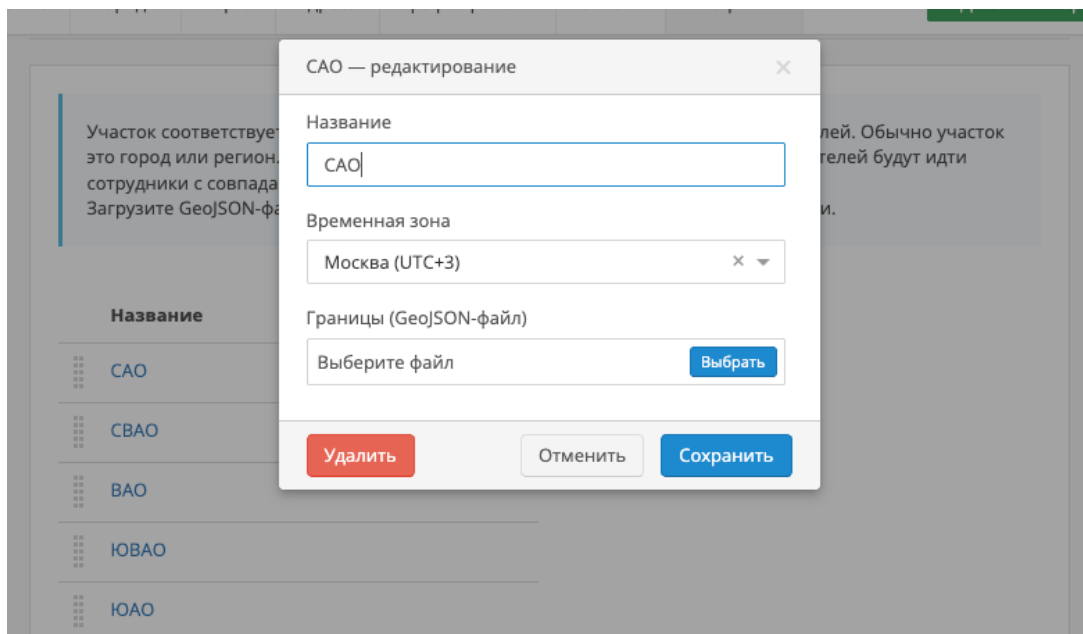 САО — редактирование
Участок соответствует
это город или регион.
сотрудники с совпада
Загрузите GeoJSON-фа
лей. Обычно участок
телей будут идти
и.
Название
САО
Временная зона
Москва (UTC+3)
Границы (GeoJSON-файл)
Выберите файл
Выбрать
Удалить
Отменить
Сохранить
Название
САО
СВАО
ВАО
ЮВАО
ЮАО